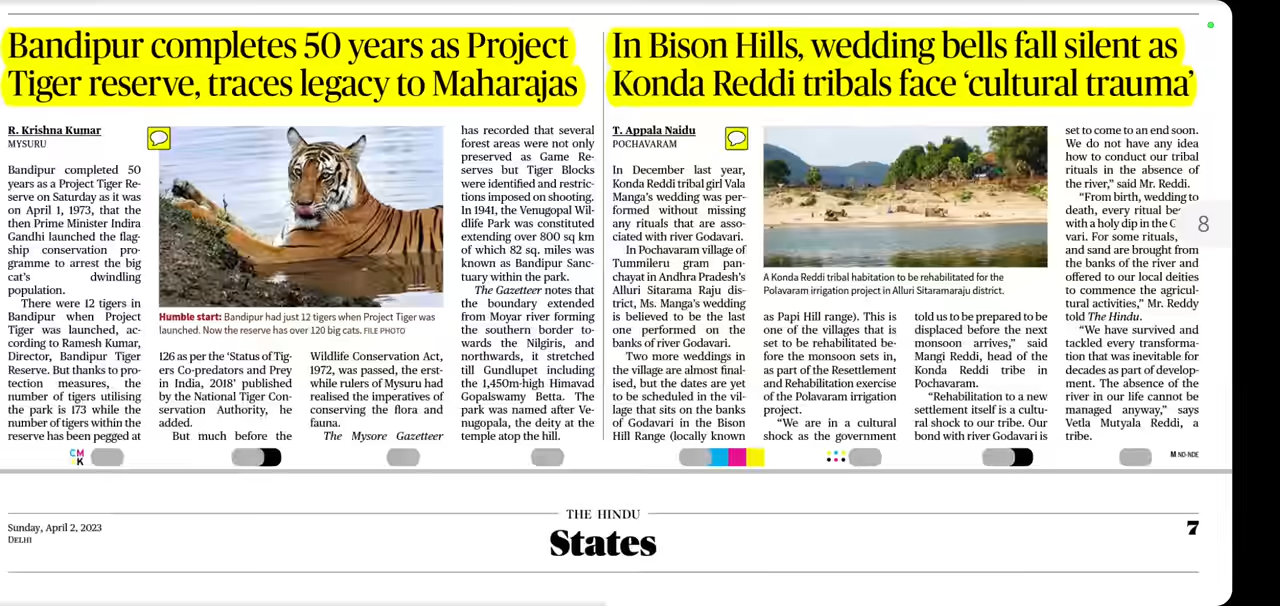 Bandipur completes 50 years as Project
Tiger reserve, traces legacy to Maharajas
R. Krishna Kumar
MYSURU
Bandipur completed 50
years as a Project Tiger Re-
serve on Saturday as it was
on April 1, 1973, that the
then Prime Minister Indira
Gandhi launched the flag-
ship conservation pro-
gramme to arrest the big
cat's dwindling
population.
There were 12 tigers in
Bandipur when Project
Tiger was launched, ac-
cording to Ramesh Kumar,
Director, Bandipur Tiger
Reserve. But thanks to pro-
tection measures, the
number of tigers utilising
the park is 173 while the
number of tigers within the
reserve has been pegged at
Humble start: Bandipur had just 12 tigers when Project Tiger was
launched. Now the reserve has over 120 big cats. FILE PHOTO
126 as per the 'Status of Tig-
ers Co-predators and Prey
in India, 2018' published
by the National Tiger Con-
servation Authority, he
added.
But much before the
Wildlife Conservation Act,
1972, was passed, the erst-
while rulers of Mysuru had
realised the imperatives of
conserving the flora and
fauna.
The Mysore Gazetteer
has recorded that several
forest areas were not only
preserved as Game Re-
serves but Tiger Blocks
were identified and restric-
tions imposed on shooting.
In 1941, the Venugopal Wil-
dlife Park was constituted
extending over 800 sq km
of which 82 sq. miles was
known as Bandipur Sanc-
tuary within the park.
The Gazetteer notes that
the boundary extended
from Moyar river forming
the southern border to-
wards the Nilgiris, and
northwards, it stretched
till Gundlupet including
the 1,450m-high Himavad
Gopalswamy Betta. The
park was named after Ve-
nugopala, the deity at the
temple atop the hill.
In Bison Hills, wedding bells fall silent as
Konda Reddi tribals face 'cultural trauma'
T. Appala Naidu
POCHAVARAM
In December last year,
Konda Reddi tribal girl Vala
Manga's wedding was per-
formed without missing
any rituals that are asso-
ciated with river Godavari.
In Pochavaram village of
Tummileru gram pan-
chayat in Andhra Pradesh's
Alluri Sitarama Raju dis-
trict, Ms. Manga's wedding
is believed to be the last
one performed on the
banks of river Godavari.
Two more weddings in
the village are almost final-
ised, but the dates are yet
to be scheduled in the vil-
lage that sits on the banks
of Godavari in the Bison
Hill Range (locally known
A Konda Reddi tribal habitation to be rehabilitated for the
Polavaram irrigation project in Alluri Sitaramaraju district.
as Papi Hill range). This is
one of the villages that is
set to be rehabilitated be-
fore the monsoon sets in,
as part of the Resettlement
and Rehabilitation exercise
of the Polavaram irrigation
project.
"We are in a cultural
shock as the government
told us to be prepared to be
displaced before the next
monsoon arrives," said
Mangi Reddi, head of the
Konda Reddi tribe in
Pochavaram.
"Rehabilitation to a new
settlement itself is a cultu-
ral shock to our tribe. Our
bond with river Godavari is
set to come to an end soon.
We do not have any idea
how to conduct our tribal
rituals in the absence of
the river," said Mr. Reddi.
"From birth, wedding to
death, every ritual
with a holy dip in the
vari. For some rituals,
and sand are brought from
the banks of the river and
offered to our local deities
to commence the agricul-
tural activities," Mr. Reddy
told The Hindu.
"We have survived and
tackled every transforma-
tion that was inevitable for
decades as part of develop-
ment. The absence of the
river in our life cannot be
managed anyway," says
Vetla Mutyala Reddi, a
tribe.
8
CM
K
M ND-NDE
Sunday, April 2, 2023
DELHI
THE HINDU
States
7